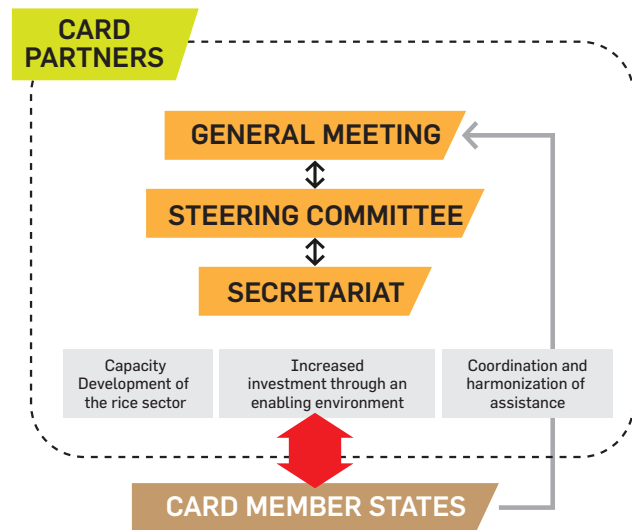 CARD
PARTNERS
GENERAL MEETING
STEERING COMMITTEE
SECRETARIAT
Capacity
Development of
the rice sector
Increased
investment through an
enabling environment
Coordination and
harmonization of
assistance
CARD MEMBER STATES